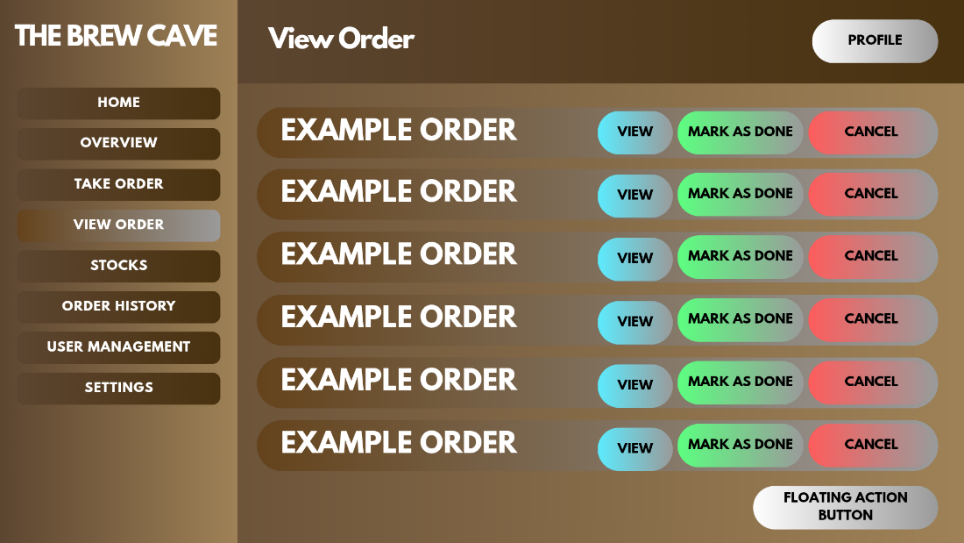 THE BREW CAVE
HOME
OVERVIEW
TAKE ORDER
VIEW ORDER
STOCKS
ORDER HISTORY
USER MANAGEMENT
SETTINGS
View Order
PROFILE
EXAMPLE ORDER VIEW MARK AS DONE CANCEL
EXAMPLE ORDER VIEW MARK AS DONE CANCEL
EXAMPLE ORDER VIEW MARK AS DONE CANCEL
EXAMPLE ORDER VIEW MARK AS DONE CANCEL
EXAMPLE ORDER VIEW MARK AS DONE CANCEL
EXAMPLE ORDER VIEW MARK AS DONE CANCEL
FLOATING ACTION
BUTTON